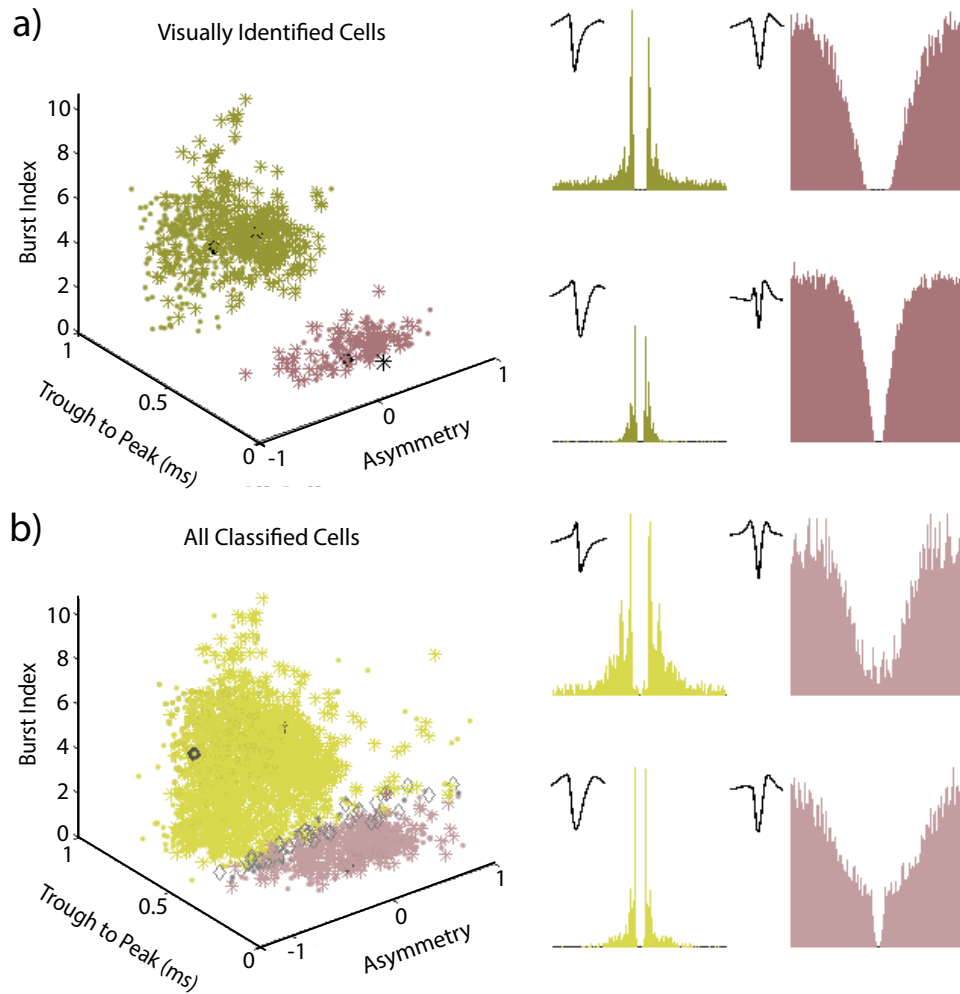 a)
Visually Identified Cells
Burst Index
10
8
6
4
2
0
1
0.5
0
Trough to Peak (ms)
-1
0
1
Asymmetry
b)
All Classified Cells
Burst Index
10
8
6
4
2
0
1
0.5
0
Trough to Peak (ms)
-1
0
1
Asymmetry